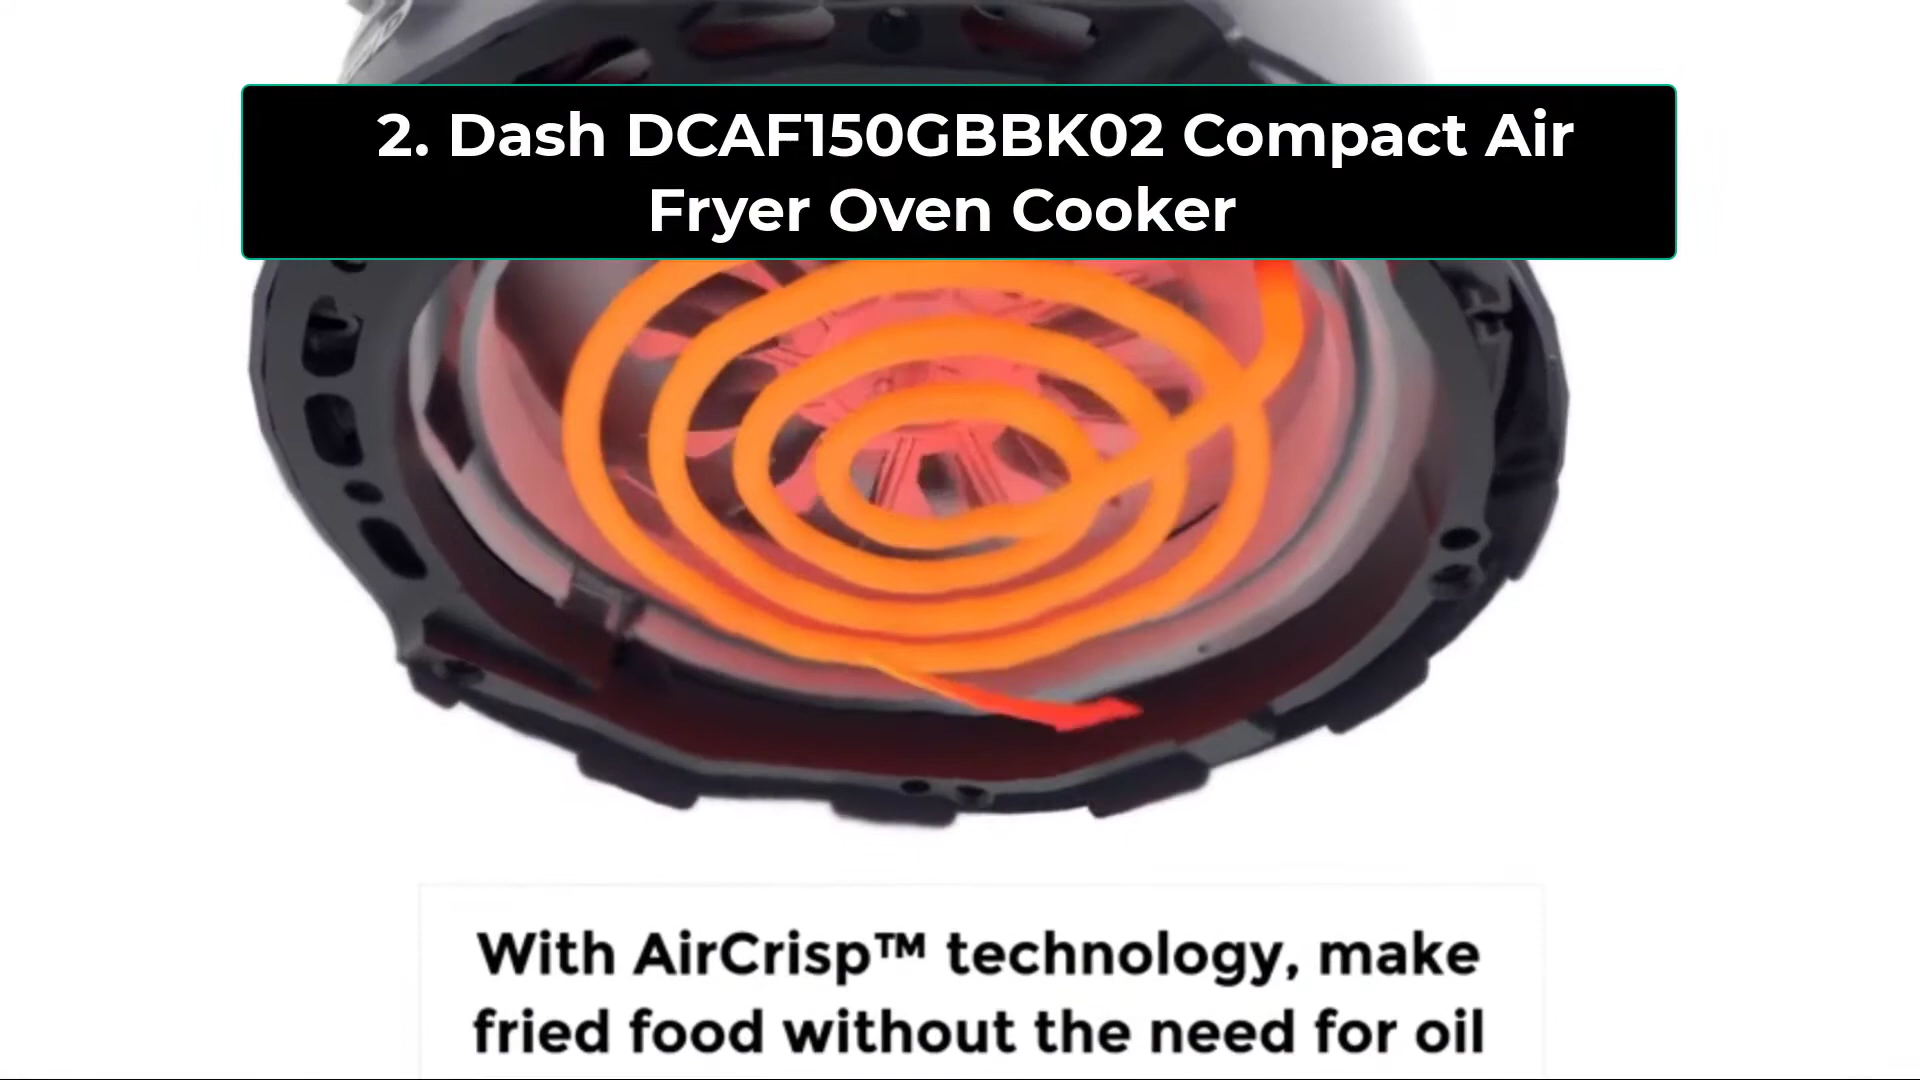 2. Dash DCAF150GBBK02 Compact Air
Fryer Oven Cooker
With AirCrisp™ technology, make
fried food without the need for oil